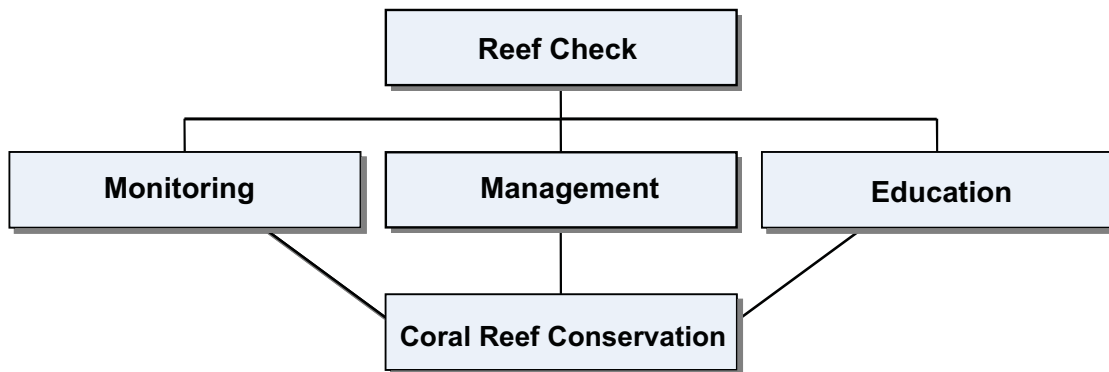 Reef Check
Monitoring
Management
Education
Coral Reef Conservation